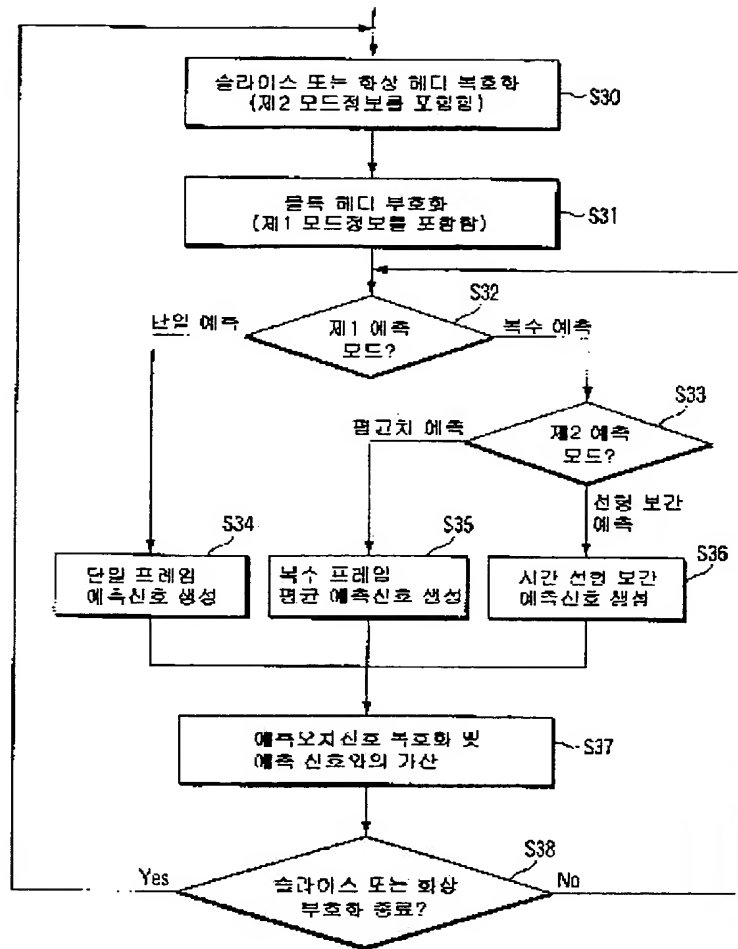 슬라이스 또는 화상 헤더 복호화
(제2 모드정보를 포함함)
S30
블록 헤더 부호화
(제1 모드정보를 포함함)
S31
S32
단일 예측
제1 예측
모드?
복수 예측
S33
평균치 예측
제2 예측
모드?
선형 보간
예측
S34
단일 프레임
예측신호 생성
S35
복수 프레임
평균 예측신호 생성
S36
시간 선형 보간
예측신호 생성
예측오차신호 복호화 및
예측 신호와의 가산
S37
S38
Yes
슬라이스 또는 화상
부호화 종료?
No